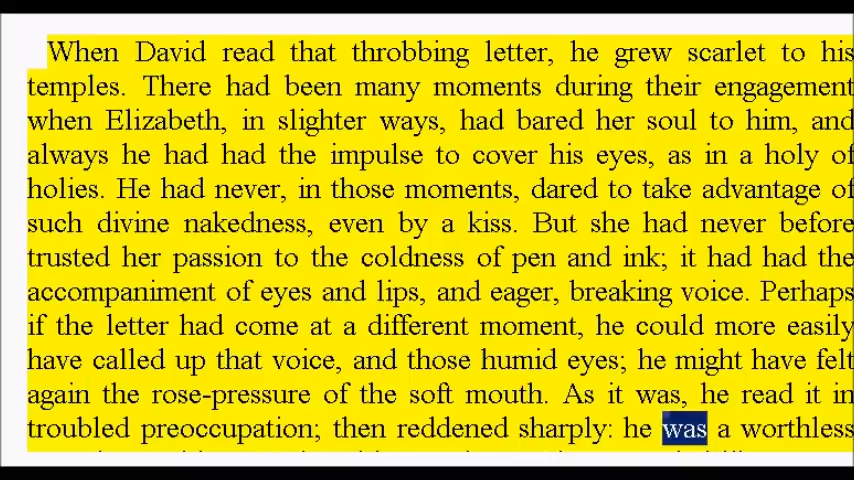 When David read that throbbing letter, he grew scarlet to his
temples. There had been many moments during their engagement
when Elizabeth, in slighter ways, had bared her soul to him, and
always he had had the impulse to cover his eyes, as in a holy of
holies. He had never, in those moments, dared to take advantage of
such divine nakedness, even by a kiss. But she had never before
trusted her passion to the coldness of pen and ink; it had had the
accompaniment of eyes and lips, and eager, breaking voice. Perhaps
if the letter had come at a different moment, he could more easily
have called up that voice, and those humid eyes; he might have felt
again the rose-pressure of the soft mouth. As it was, he read it in
troubled preoccupation; then reddened sharply: he was a worthless